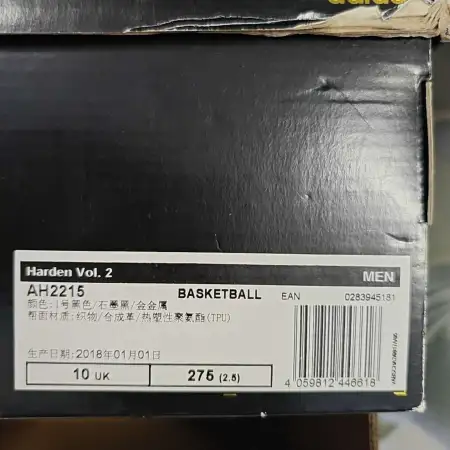 adidas
Harden Vol. 2 MEN
AH2215 BASKETBALL EAN 0283945181
颜色:1号黑色/石墨黑/金金属
帮面材质:织物/合成革/热塑性聚氨酯(TPU)
生产日期:2018年01月01日
10 UK 275 (2.5)
4 059812 446618